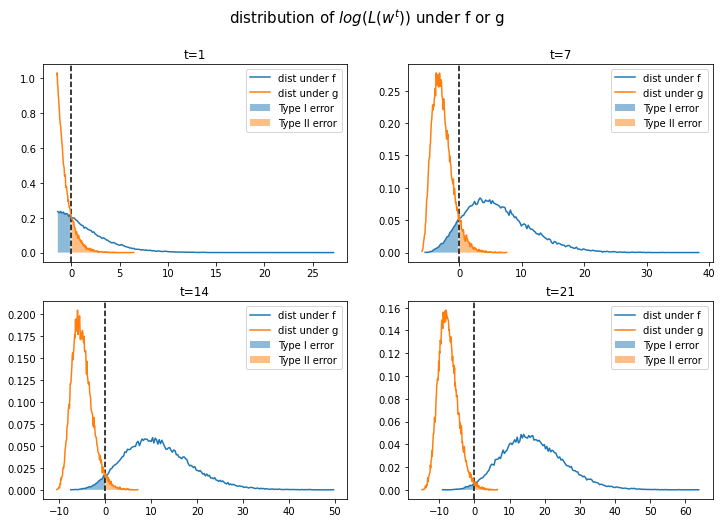 distribution of log(L(w^t)) under f or g
t=1
1.0
0.8
0.6
0.4
0.2
0.0
0
5
10
15
20
25
dist under f
dist under g
Type I error
Type II error
t=7
0.25
0.20
0.15
0.10
0.05
0.00
0
10
20
30
40
dist under f
dist under g
Type I error
Type II error
t=14
0.200
0.175
0.150
0.125
0.100
0.075
0.050
0.025
0.000
−10
0
10
20
30
40
50
dist under f
dist under g
Type I error
Type II error
t=21
0.16
0.14
0.12
0.10
0.08
0.06
0.04
0.02
0.00
−10
0
10
20
30
40
50
60
dist under f
dist under g
Type I error
Type II error